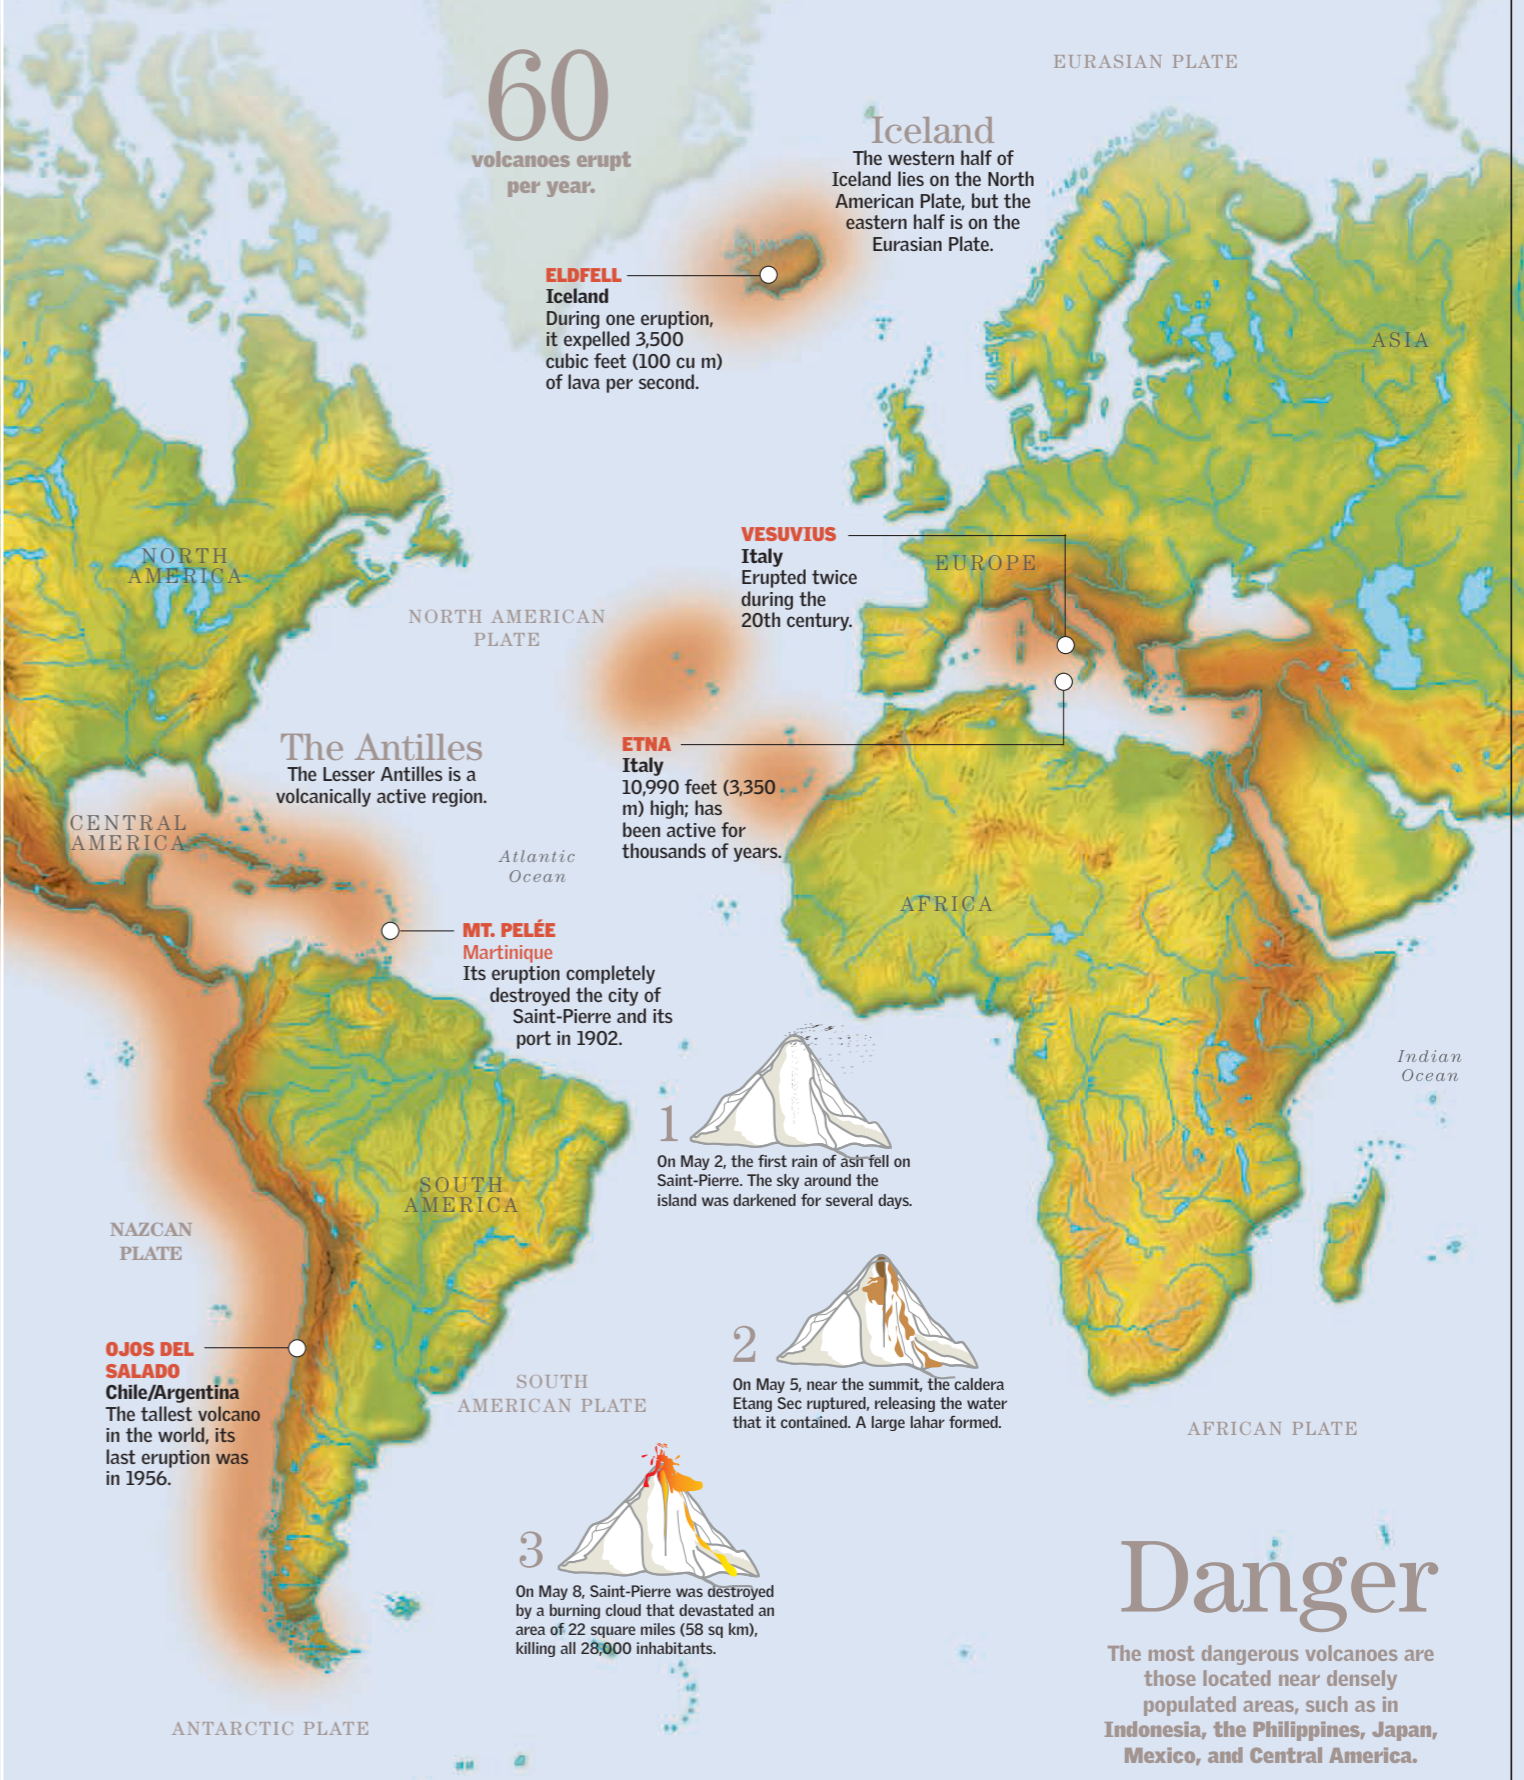 EURASIAN PLATE
60
volcanoes erupt
per year.
Iceland
The western half of
Iceland lies on the North
American Plate, but the
eastern half is on the
Eurasian Plate.
ELDFELL
Iceland
During one eruption,
it expelled 3,500
cubic feet (100 cu m)
of lava per second.
ASIA
VESUVIUS
Italy
Erupted twice
during the
20th century.
EUROPE
NORTH
AMERICA
NORTH AMERICAN
PLATE
The Antilles
The Lesser Antilles is a
volcanically active region.
ETNA
Italy
10,990 feet (3,350
m) high; has
been active for
thousands of years.
CENTRAL
AMERICA
Atlantic
Ocean
AFRICA
MT. PELÉE
Martinique
Its eruption completely
destroyed the city of
Saint-Pierre and its
port in 1902.
Indian
Ocean
1
On May 2, the first rain of ash fell on
Saint-Pierre. The sky around the
island was darkened for several days.
SOUTH
AMERICA
NAZCAN
PLATE
2
On May 5, near the summit, the caldera
Etang Sec ruptured, releasing the water
that it contained. A large lahar formed.
OJOS DEL
SALADO
Chile/Argentina
The tallest volcano
in the world, its
last eruption was
in 1956.
SOUTH
AMERICAN PLATE
AFRICAN PLATE
3
On May 8, Saint-Pierre was destroyed
by a burning cloud that devastated an
area of 22 square miles (58 sq km),
killing all 28,000 inhabitants.
Danger
The most dangerous volcanoes are
those located near densely
populated areas, such as in
Indonesia, the Philippines, Japan,
Mexico, and Central America.
ANTARCTIC PLATE